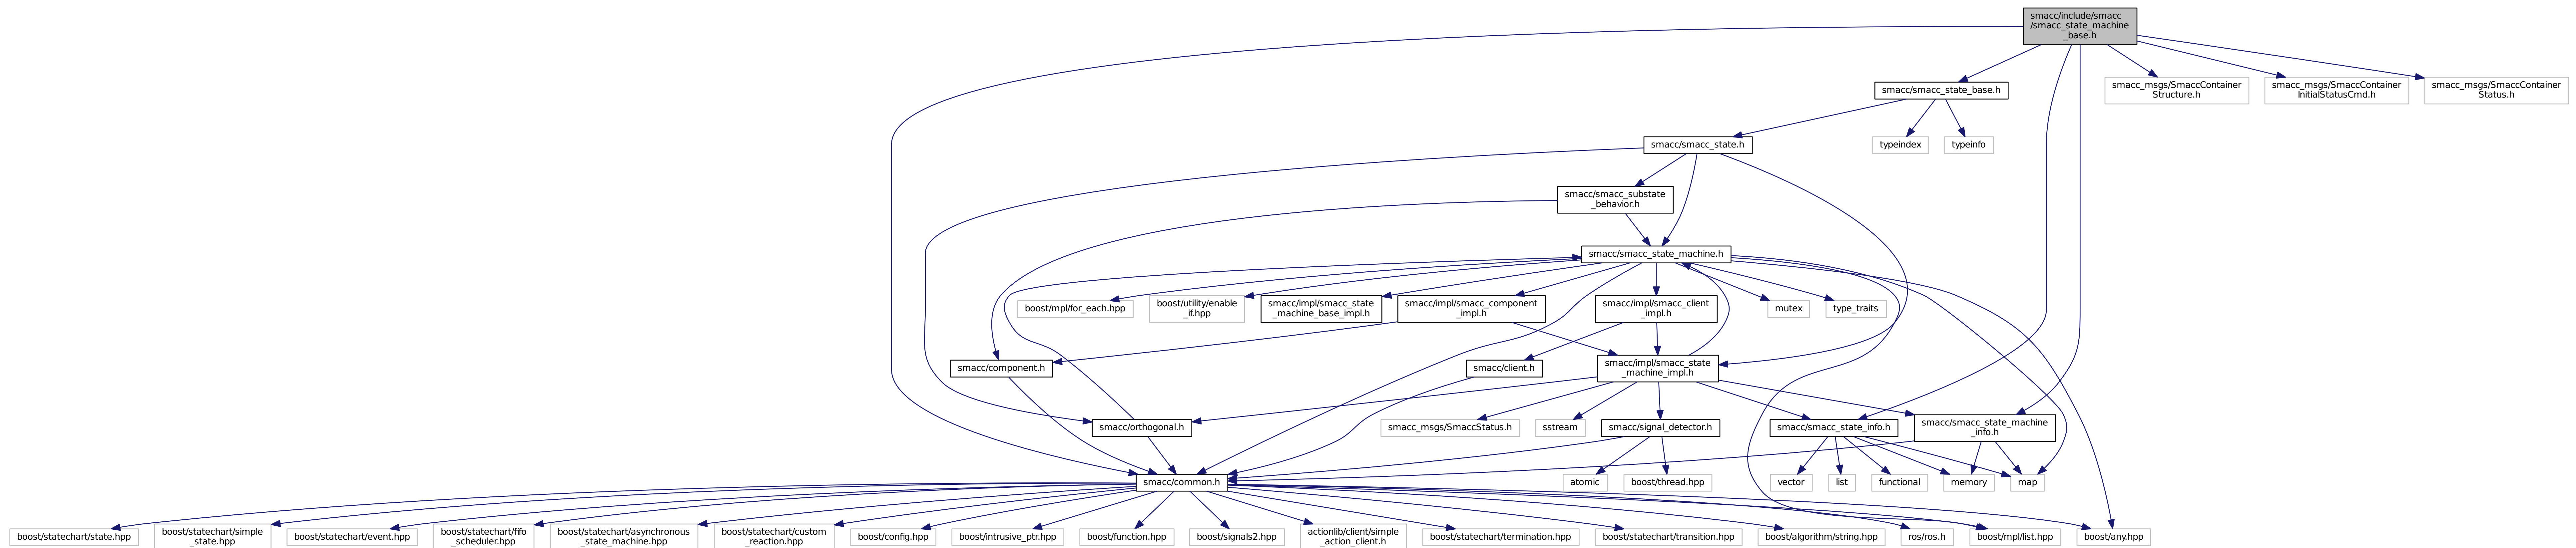 smacc/include/smacc
/smacc_state_machine
_base.h
smacc/smacc_state_base.h
smacc_msgs/SmaccContainer
Structure.h
smacc_msgs/SmaccContainer
InitialStatusCmd.h
smacc_msgs/SmaccContainer
Status.h
smacc/smacc_state.h
typeindex
typeinfo
smacc/smacc_substate
_behavior.h
smacc/smacc_state_machine.h
boost/mpl/for_each.hpp
boost/utility/enable
_if.hpp
smacc/impl/smacc_state
_machine_base_impl.h
smacc/impl/smacc_component
_impl.h
smacc/impl/smacc_client
_impl.h
mutex
type_traits
smacc/component.h
smacc/client.h
smacc/impl/smacc_state
_machine_impl.h
smacc/orthogonal.h
smacc_msgs/SmaccStatus.h
sstream
smacc/signal_detector.h
smacc/smacc_state_info.h
smacc/smacc_state_machine
_info.h
smacc/common.h
atomic
boost/thread.hpp
vector
list
functional
memory
map
boost/statechart/state.hpp
boost/statechart/simple
_state.hpp
boost/statechart/event.hpp
boost/statechart/fifo
_scheduler.hpp
boost/statechart/asynchronous
_state_machine.hpp
boost/statechart/custom
_reaction.hpp
boost/config.hpp
boost/intrusive_ptr.hpp
boost/function.hpp
boost/signals2.hpp
actionlib/client/simple
_action_client.h
boost/statechart/termination.hpp
boost/statechart/transition.hpp
boost/algorithm/string.hpp
ros/ros.h
boost/mpl/list.hpp
boost/any.hpp